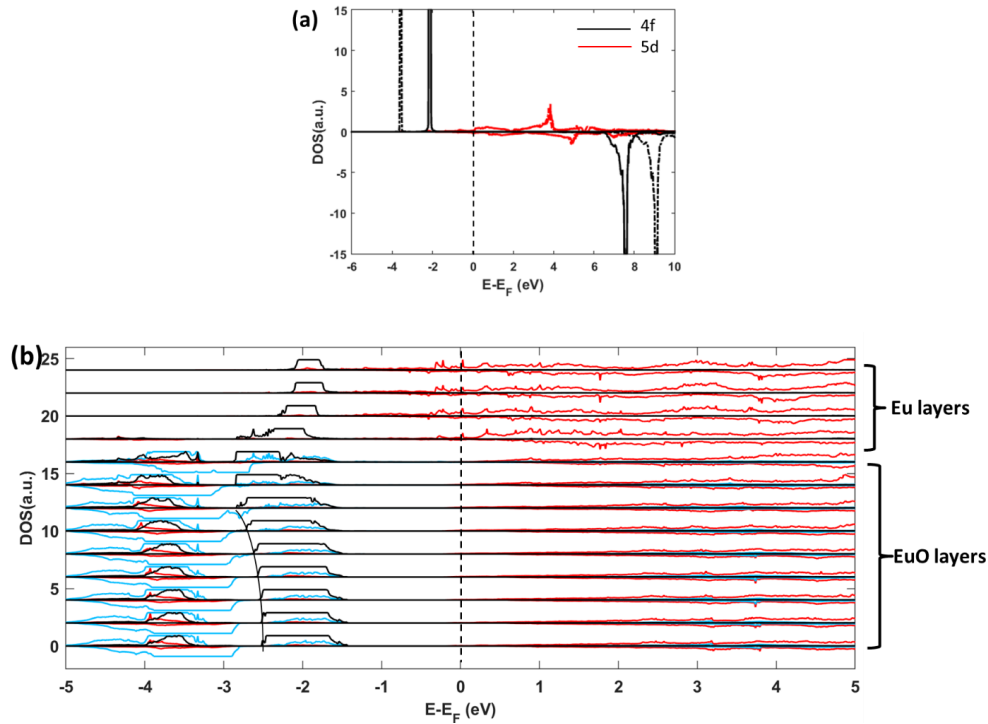 (a)
15
10
5
0
-5
-10
-15
DOS(a.u.)
4f
5d
-6 -4 -2 0 2 4 6 8 10
E-E_F (eV)
(b)
25
20
15
10
5
0
DOS(a.u.)
Eu layers
EuO layers
-5 -4 -3 -2 -1 0 1 2 3 4 5
E-E_F (eV)